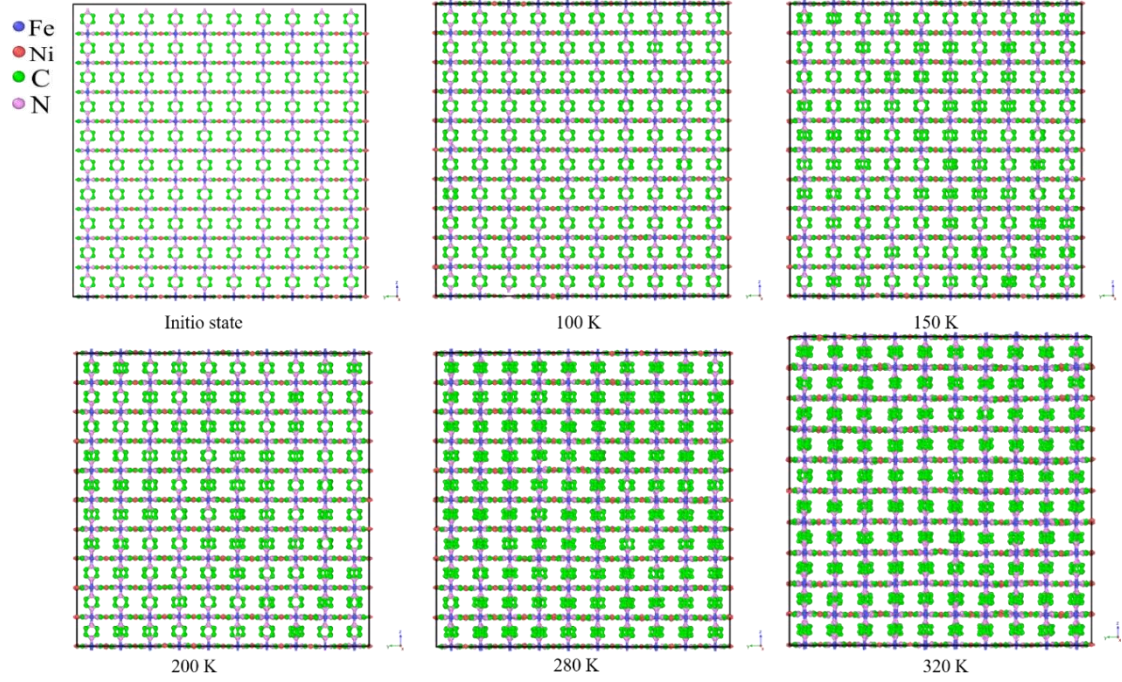 Fe
Ni
C
N
Initio state
100 K
150 K
200 K
280 K
320 K